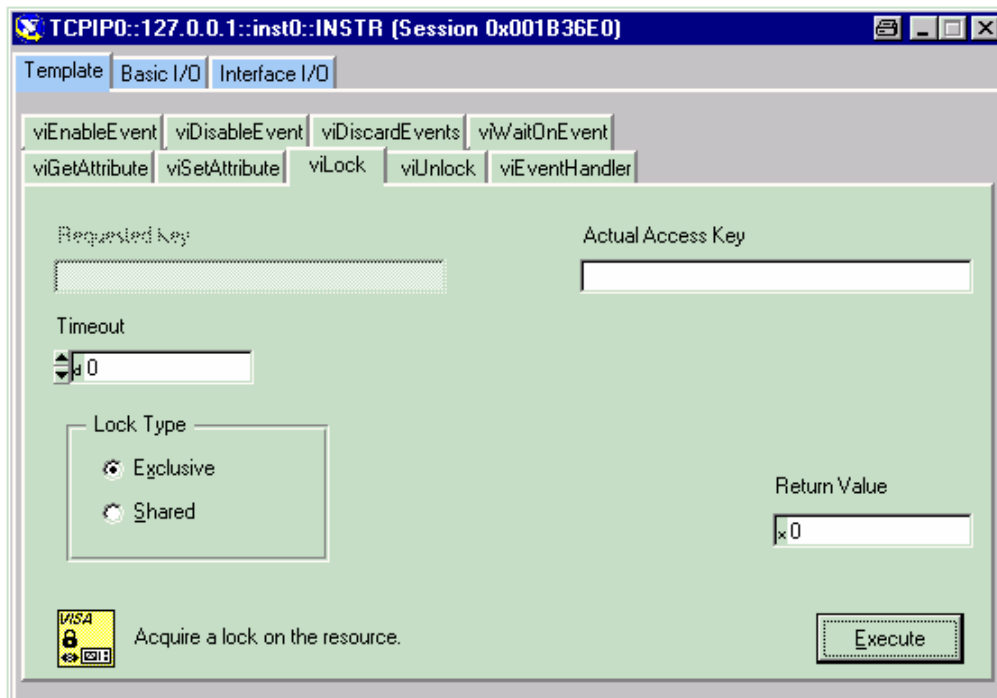 TCPIP0::127.0.0.1::inst0::INSTR (Session 0x001B36E0)
Template Basic I/O Interface I/O
viEnableEvent viDisableEvent viDiscardEvents viWaitOnEvent
viGetAttribute viSetAttribute viLock viUnlock viEventHandler
Requested Key Actual Access Key
Timeout
d 0
Lock Type
Exclusive
Shared
Return Value
x 0
VISA
Acquire a lock on the resource.
Execute